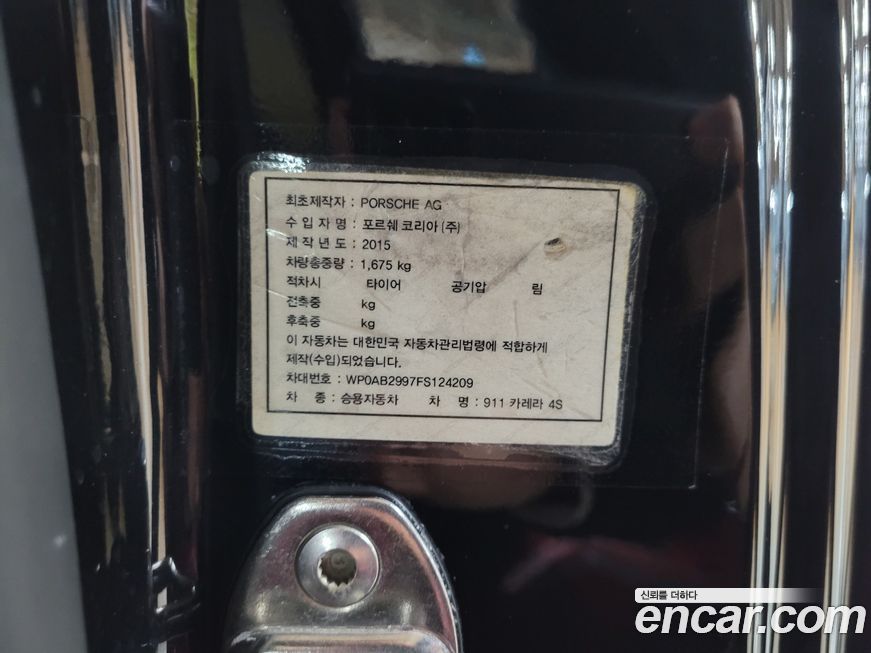 최초제작자 : PORSCHE AG
수 입 자 명 : 포르쉐 코리아 (주)
제 작 년 도 : 2015
차량총중량 : 1,675 kg
적차시 타이어 공기압 림
전축중 kg
후축중 kg
이 자동차는 대한민국 자동차관리법령에 적합하게
제작(수입)되었습니다.
차대번호 : WP0AB2997FS124209
차 종 : 승용자동차 차 명 : 911 카레라 4S
신뢰를 더하다
encar.com